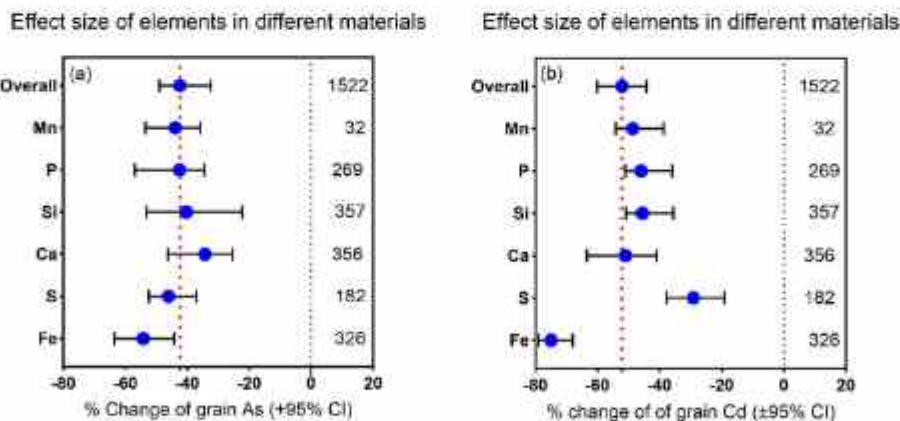 Effect size of elements in different materials
(a)
Overall 1522
Mn 32
P 269
Si 357
Ca 356
S 182
Fe 326
-80 -60 -40 -20 0 20
% Change of grain As (+95% CI)
Effect size of elements in different materials
(b)
Overall 1522
Mn 32
P 269
Si 357
Ca 356
S 182
Fe 326
-80 -60 -40 -20 0 20
% change of of grain Cd (±95% CI)